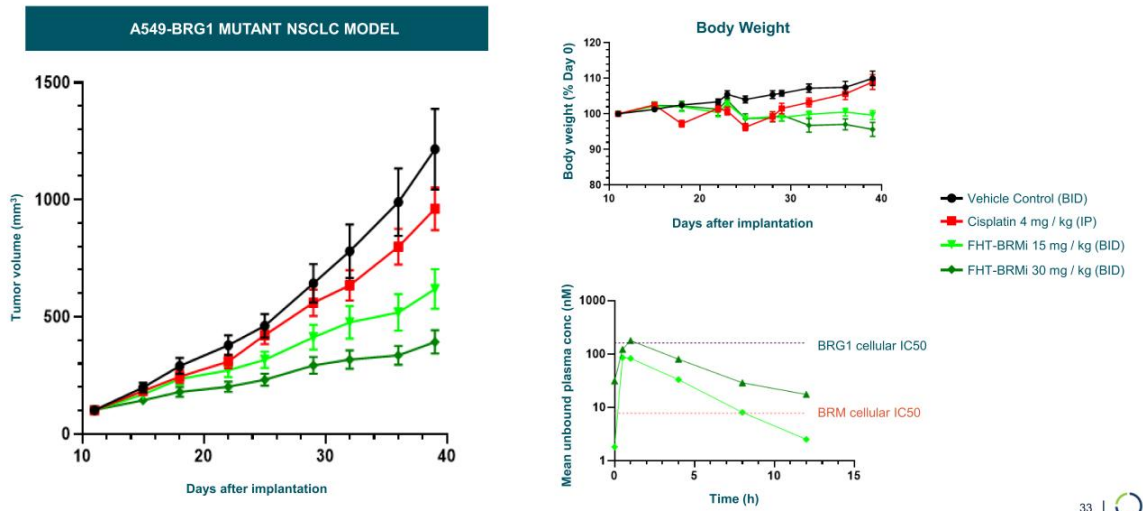 A549-BRG1 MUTANT NSCLC MODEL
Tumor volume (mm³)
1500
1000
500
0
10
20
30
40
Days after implantation
Body Weight
Body weight (% Day 0)
120
110
100
90
80
10
20
30
40
Days after implantation
Vehicle Control (BID)
Cisplatin 4 mg / kg (IP)
FHT-BRMi 15 mg / kg (BID)
FHT-BRMi 30 mg / kg (BID)
Mean unbound plasma conc (nM)
1000
100
10
1
BRG1 cellular IC50
BRM cellular IC50
0
5
10
15
Time (h)
33 |